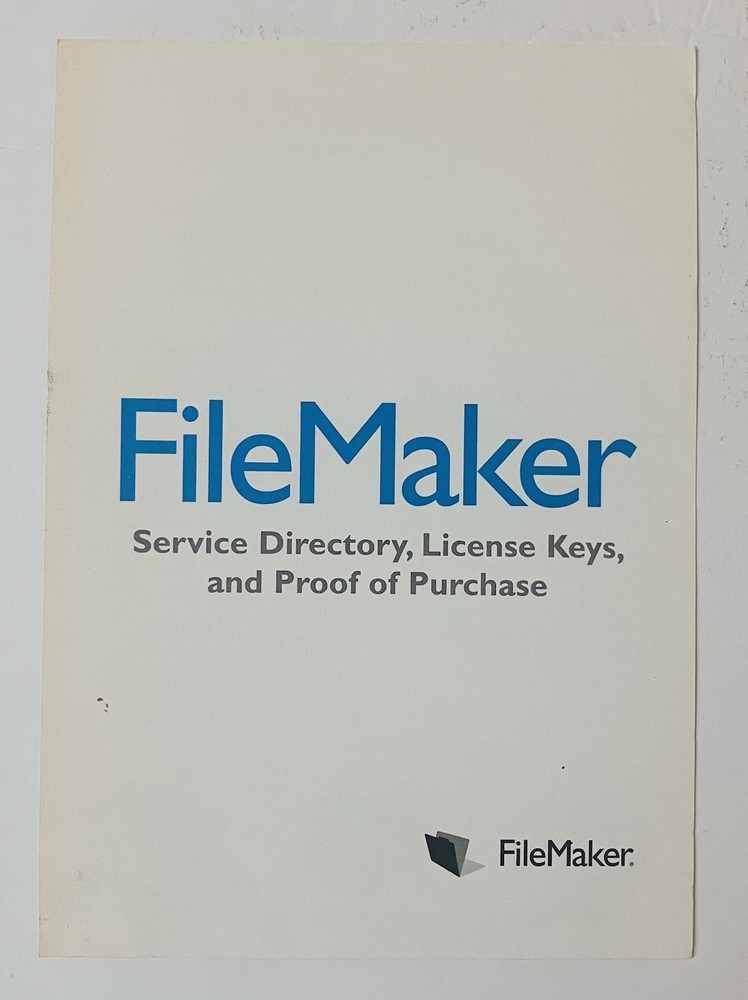 FileMaker
Service Directory, License Keys,
and Proof of Purchase
FileMaker®